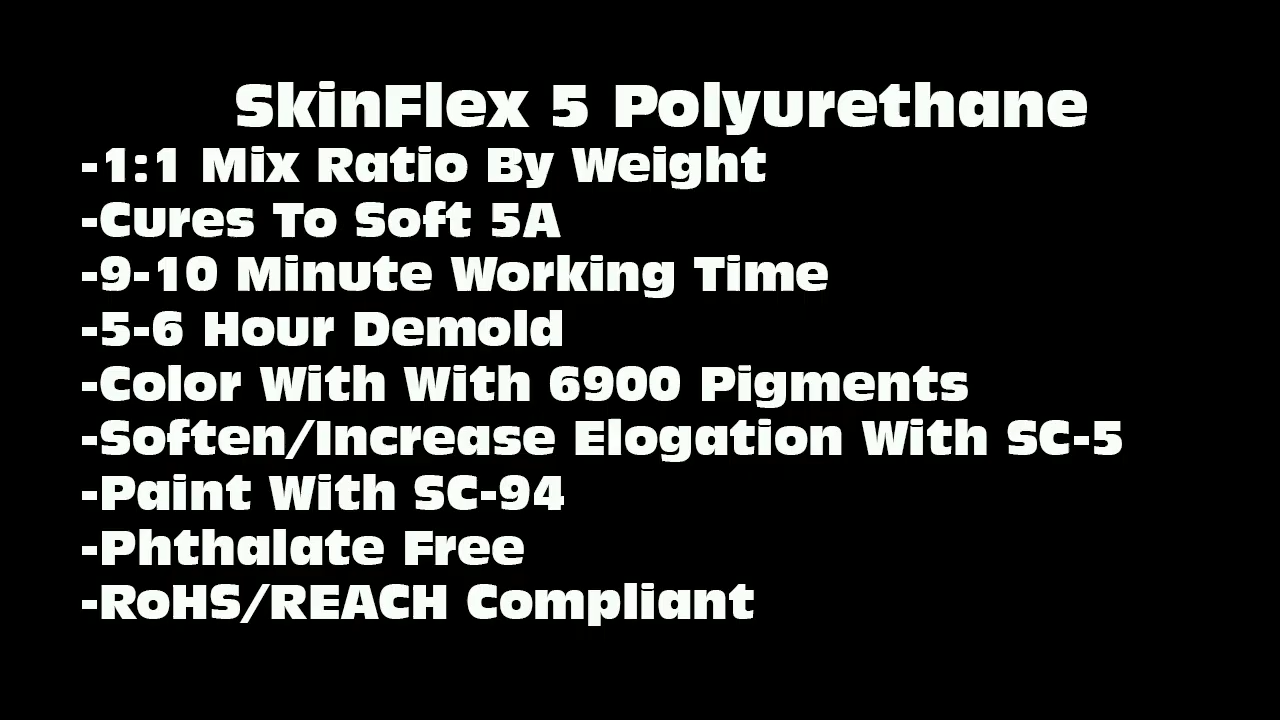 SkinFlex 5 Polyurethane
-1:1 Mix Ratio By Weight
-Cures To Soft 5A
-9-10 Minute Working Time
-5-6 Hour Demold
-Color With With 6900 Pigments
-Soften/Increase Elogation With SC-5
-Paint With SC-94
-Phthalate Free
-RoHS/REACH Compliant